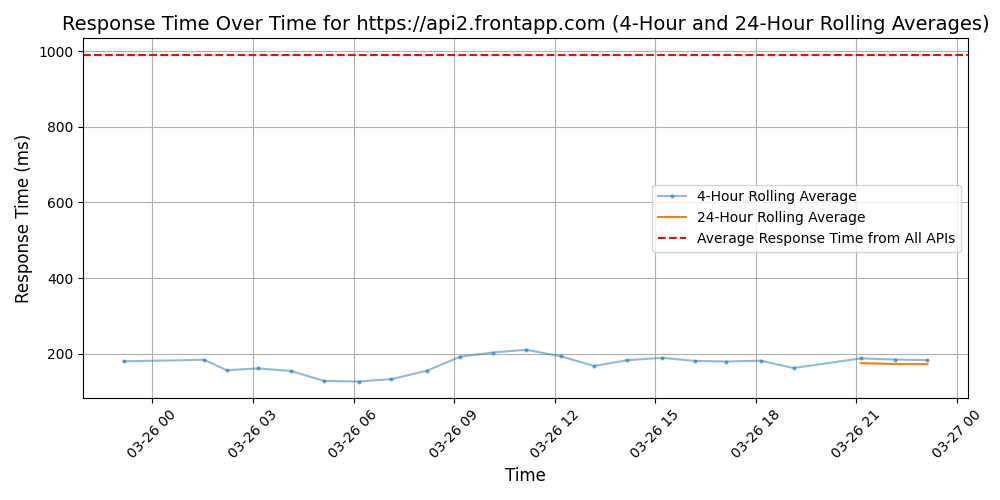 Response Time Over Time for https://api2.frontapp.com (4-Hour and 24-Hour Rolling Averages)
Response Time (ms)
1000
800
600
400
200
4-Hour Rolling Average
24-Hour Rolling Average
Average Response Time from All APIs
03-26 00
03-26 03
03-26 06
03-26 09
03-26 12
03-26 15
03-26 18
03-26 21
03-27 00
Time